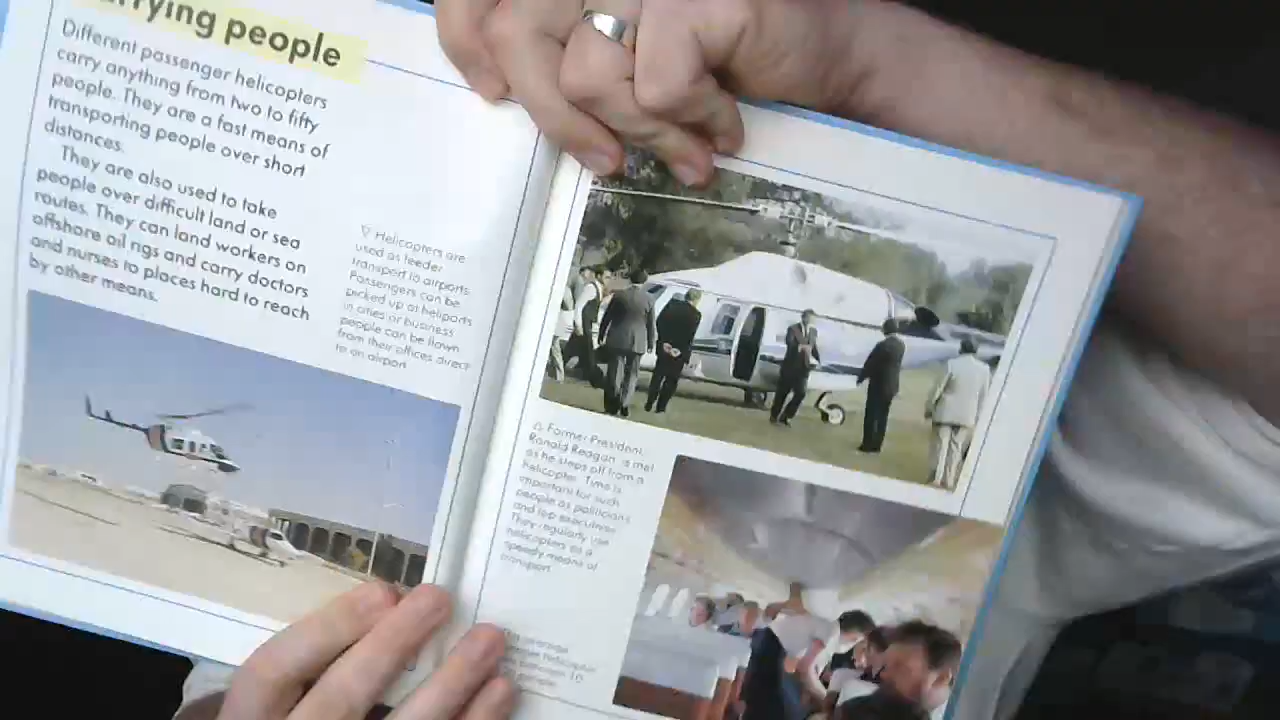 rrying people
Different passenger helicopters
carry anything from two to fifty
people. They are a fast means of
transporting people over short
distances.
They are also used to take
people over difficult land or sea
routes. They can land workers on
offshore oil rigs and carry doctors
and nurses to places hard to reach
by other means.
▽ Helicopters are
used as feeder
transport to airports.
Passengers can be
picked up at heliports
in cities or business
people can be flown
from their offices direct
to an airport.
△ Former President
Ronald Reagan is met
as he steps off from a
helicopter. Time is
important for such
people as politicians
and top executives.
They regularly use
helicopters as a
speedy means of
transport.
helicopter
people